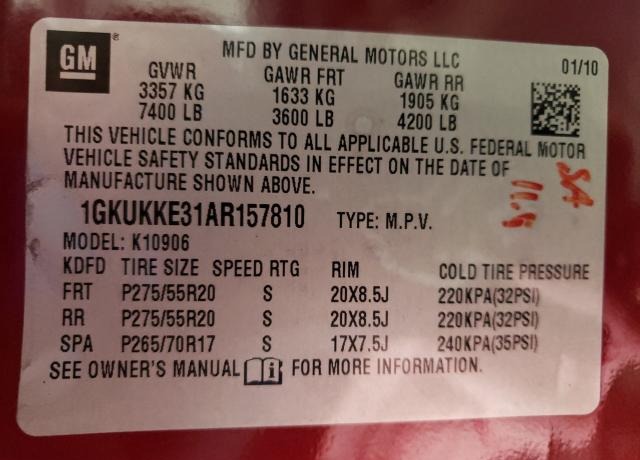 GM
MFD BY GENERAL MOTORS LLC 01/10
GVWR GAWR FRT GAWR RR
3357 KG 1633 KG 1905 KG
7400 LB 3600 LB 4200 LB
THIS VEHICLE CONFORMS TO ALL APPLICABLE U.S. FEDERAL MOTOR
VEHICLE SAFETY STANDARDS IN EFFECT ON THE DATE OF
MANUFACTURE SHOWN ABOVE.
1GKUKKE31AR157810 TYPE: M.P.V.
MODEL: K10906
KDFD TIRE SIZE SPEED RTG RIM COLD TIRE PRESSURE
FRT P275/55R20 S 20X8.5J 220KPA(32PSI)
RR P275/55R20 S 20X8.5J 220KPA(32PSI)
SPA P265/70R17 S 17X7.5J 240KPA(35PSI)
SEE OWNER'S MANUAL i FOR MORE INFORMATION.